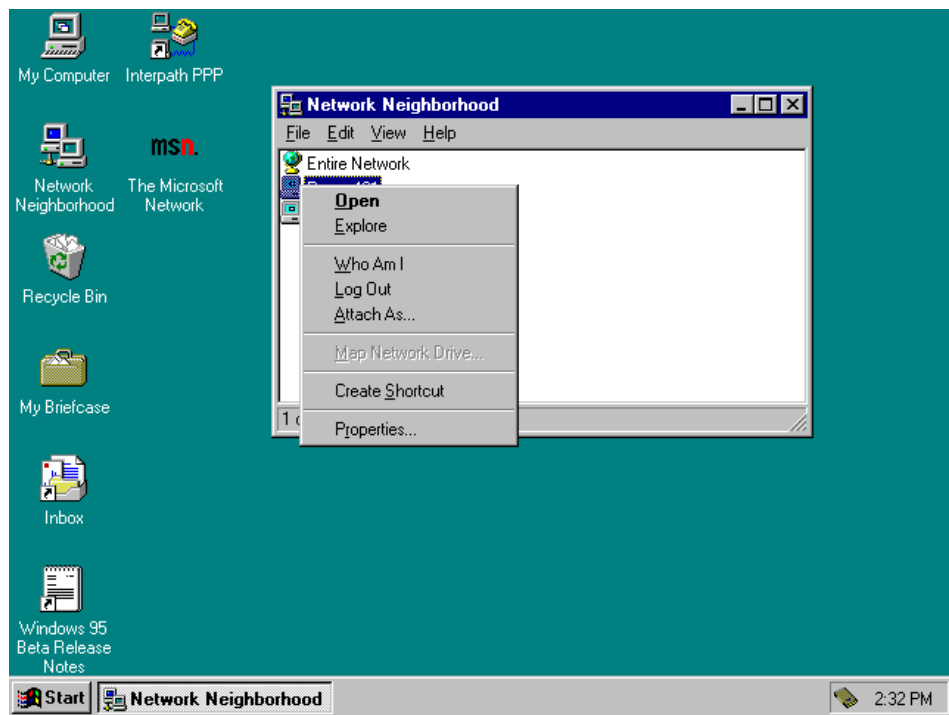 My Computer
Interpath PPP
Network
Neighborhood
msn.
The Microsoft
Network
Recycle Bin
My Briefcase
Inbox
Windows 95
Beta Release
Notes
Network Neighborhood
File Edit View Help
Entire Network
Open
Explore
Who Am I
Log Out
Attach As...
Map Network Drive...
Create Shortcut
Properties...
1
Start
Network Neighborhood
2:32 PM